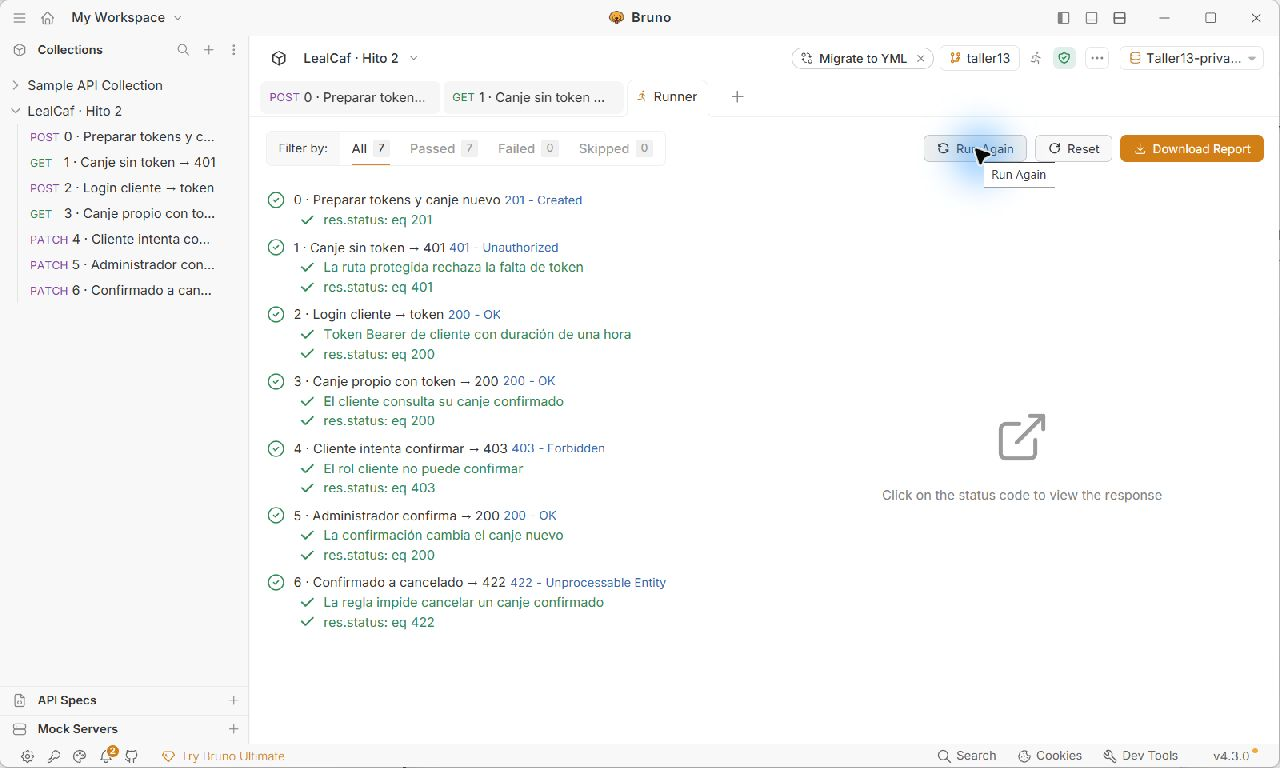 My Workspace
Bruno
Collections
Sample API Collection
LealCaf · Hito 2
POST 0 · Preparar tokens y c...
GET 1 · Canje sin token → 401
POST 2 · Login cliente → token
GET 3 · Canje propio con to...
PATCH 4 · Cliente intenta co...
PATCH 5 · Administrador con...
PATCH 6 · Confirmado a can...
API Specs
Mock Servers
LealCaf · Hito 2
Migrate to YML
taller13
Taller13-priva...
POST 0 · Preparar token...
GET 1 · Canje sin token ...
Runner
Filter by:
All 7
Passed 7
Failed 0
Skipped 0
Run Again
Reset
Download Report
Run Again
0 · Preparar tokens y canje nuevo 201 - Created
res.status: eq 201
1 · Canje sin token → 401 401 - Unauthorized
La ruta protegida rechaza la falta de token
res.status: eq 401
2 · Login cliente → token 200 - OK
Token Bearer de cliente con duración de una hora
res.status: eq 200
3 · Canje propio con token → 200 200 - OK
El cliente consulta su canje confirmado
res.status: eq 200
4 · Cliente intenta confirmar → 403 403 - Forbidden
El rol cliente no puede confirmar
res.status: eq 403
5 · Administrador confirma → 200 200 - OK
La confirmación cambia el canje nuevo
res.status: eq 200
6 · Confirmado a cancelado → 422 422 - Unprocessable Entity
La regla impide cancelar un canje confirmado
res.status: eq 422
Click on the status code to view the response
2
Try Bruno Ultimate
Search
Cookies
Dev Tools
v4.3.0